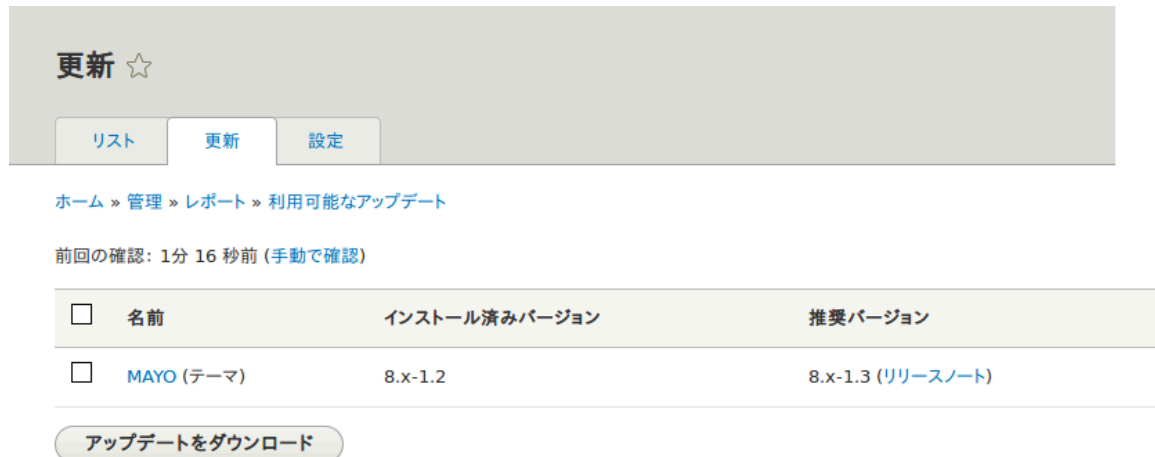 更新 ☆
リスト 更新 設定
ホーム » 管理 » レポート » 利用可能なアップデート
前回の確認: 1分 16 秒前 (手動で確認)
名前 インストール済みバージョン 推奨バージョン
MAYO (テーマ) 8.x-1.2 8.x-1.3 (リリースノート)
アップデートをダウンロード